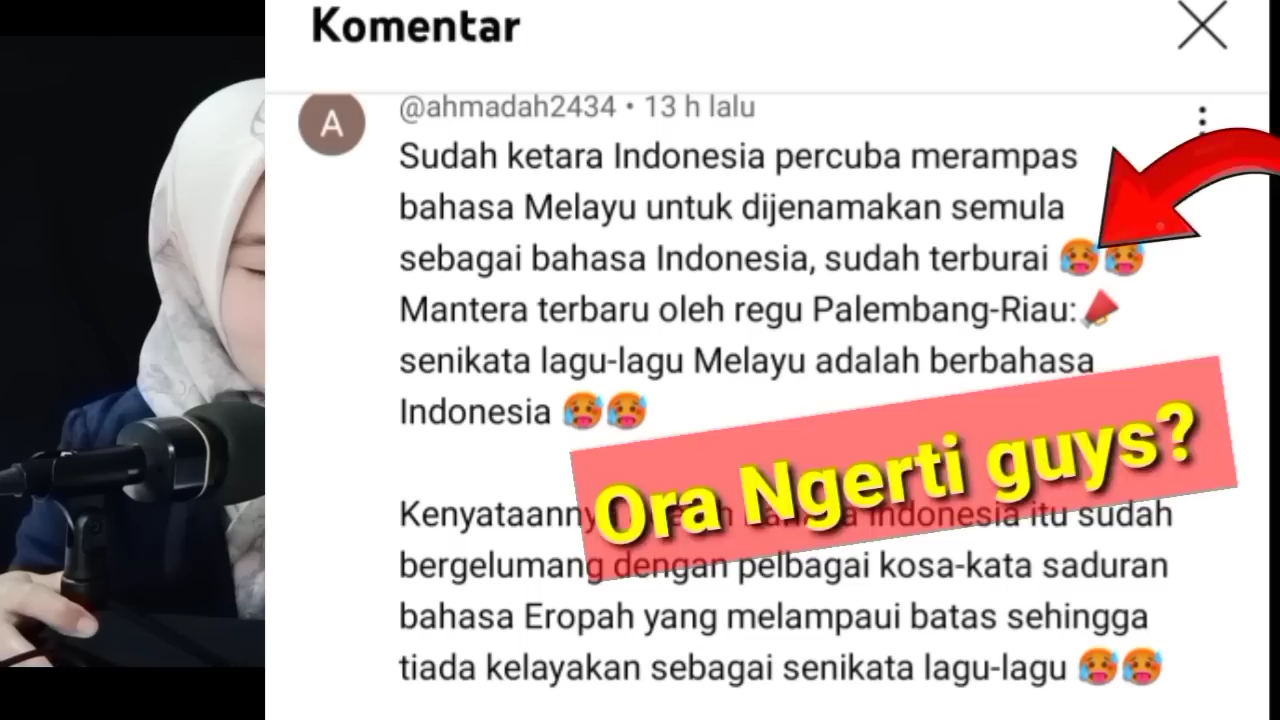 Komentar
A
@ahmadah2434 • 13 h lalu
Sudah ketara Indonesia percuba merampas
bahasa Melayu untuk dijenamakan semula
sebagai bahasa Indonesia, sudah terburai 🥵🥵
Mantera terbaru oleh regu Palembang-Riau:📣
senikata lagu-lagu Melayu adalah berbahasa
Indonesia 🥵🥵
Ora Ngerti guys?
Indonesia itu sudah
bergelumang dengan pelbagai kosa-kata saduran
bahasa Eropah yang melampaui batas sehingga
tiada kelayakan sebagai senikata lagu-lagu 🥵🥵